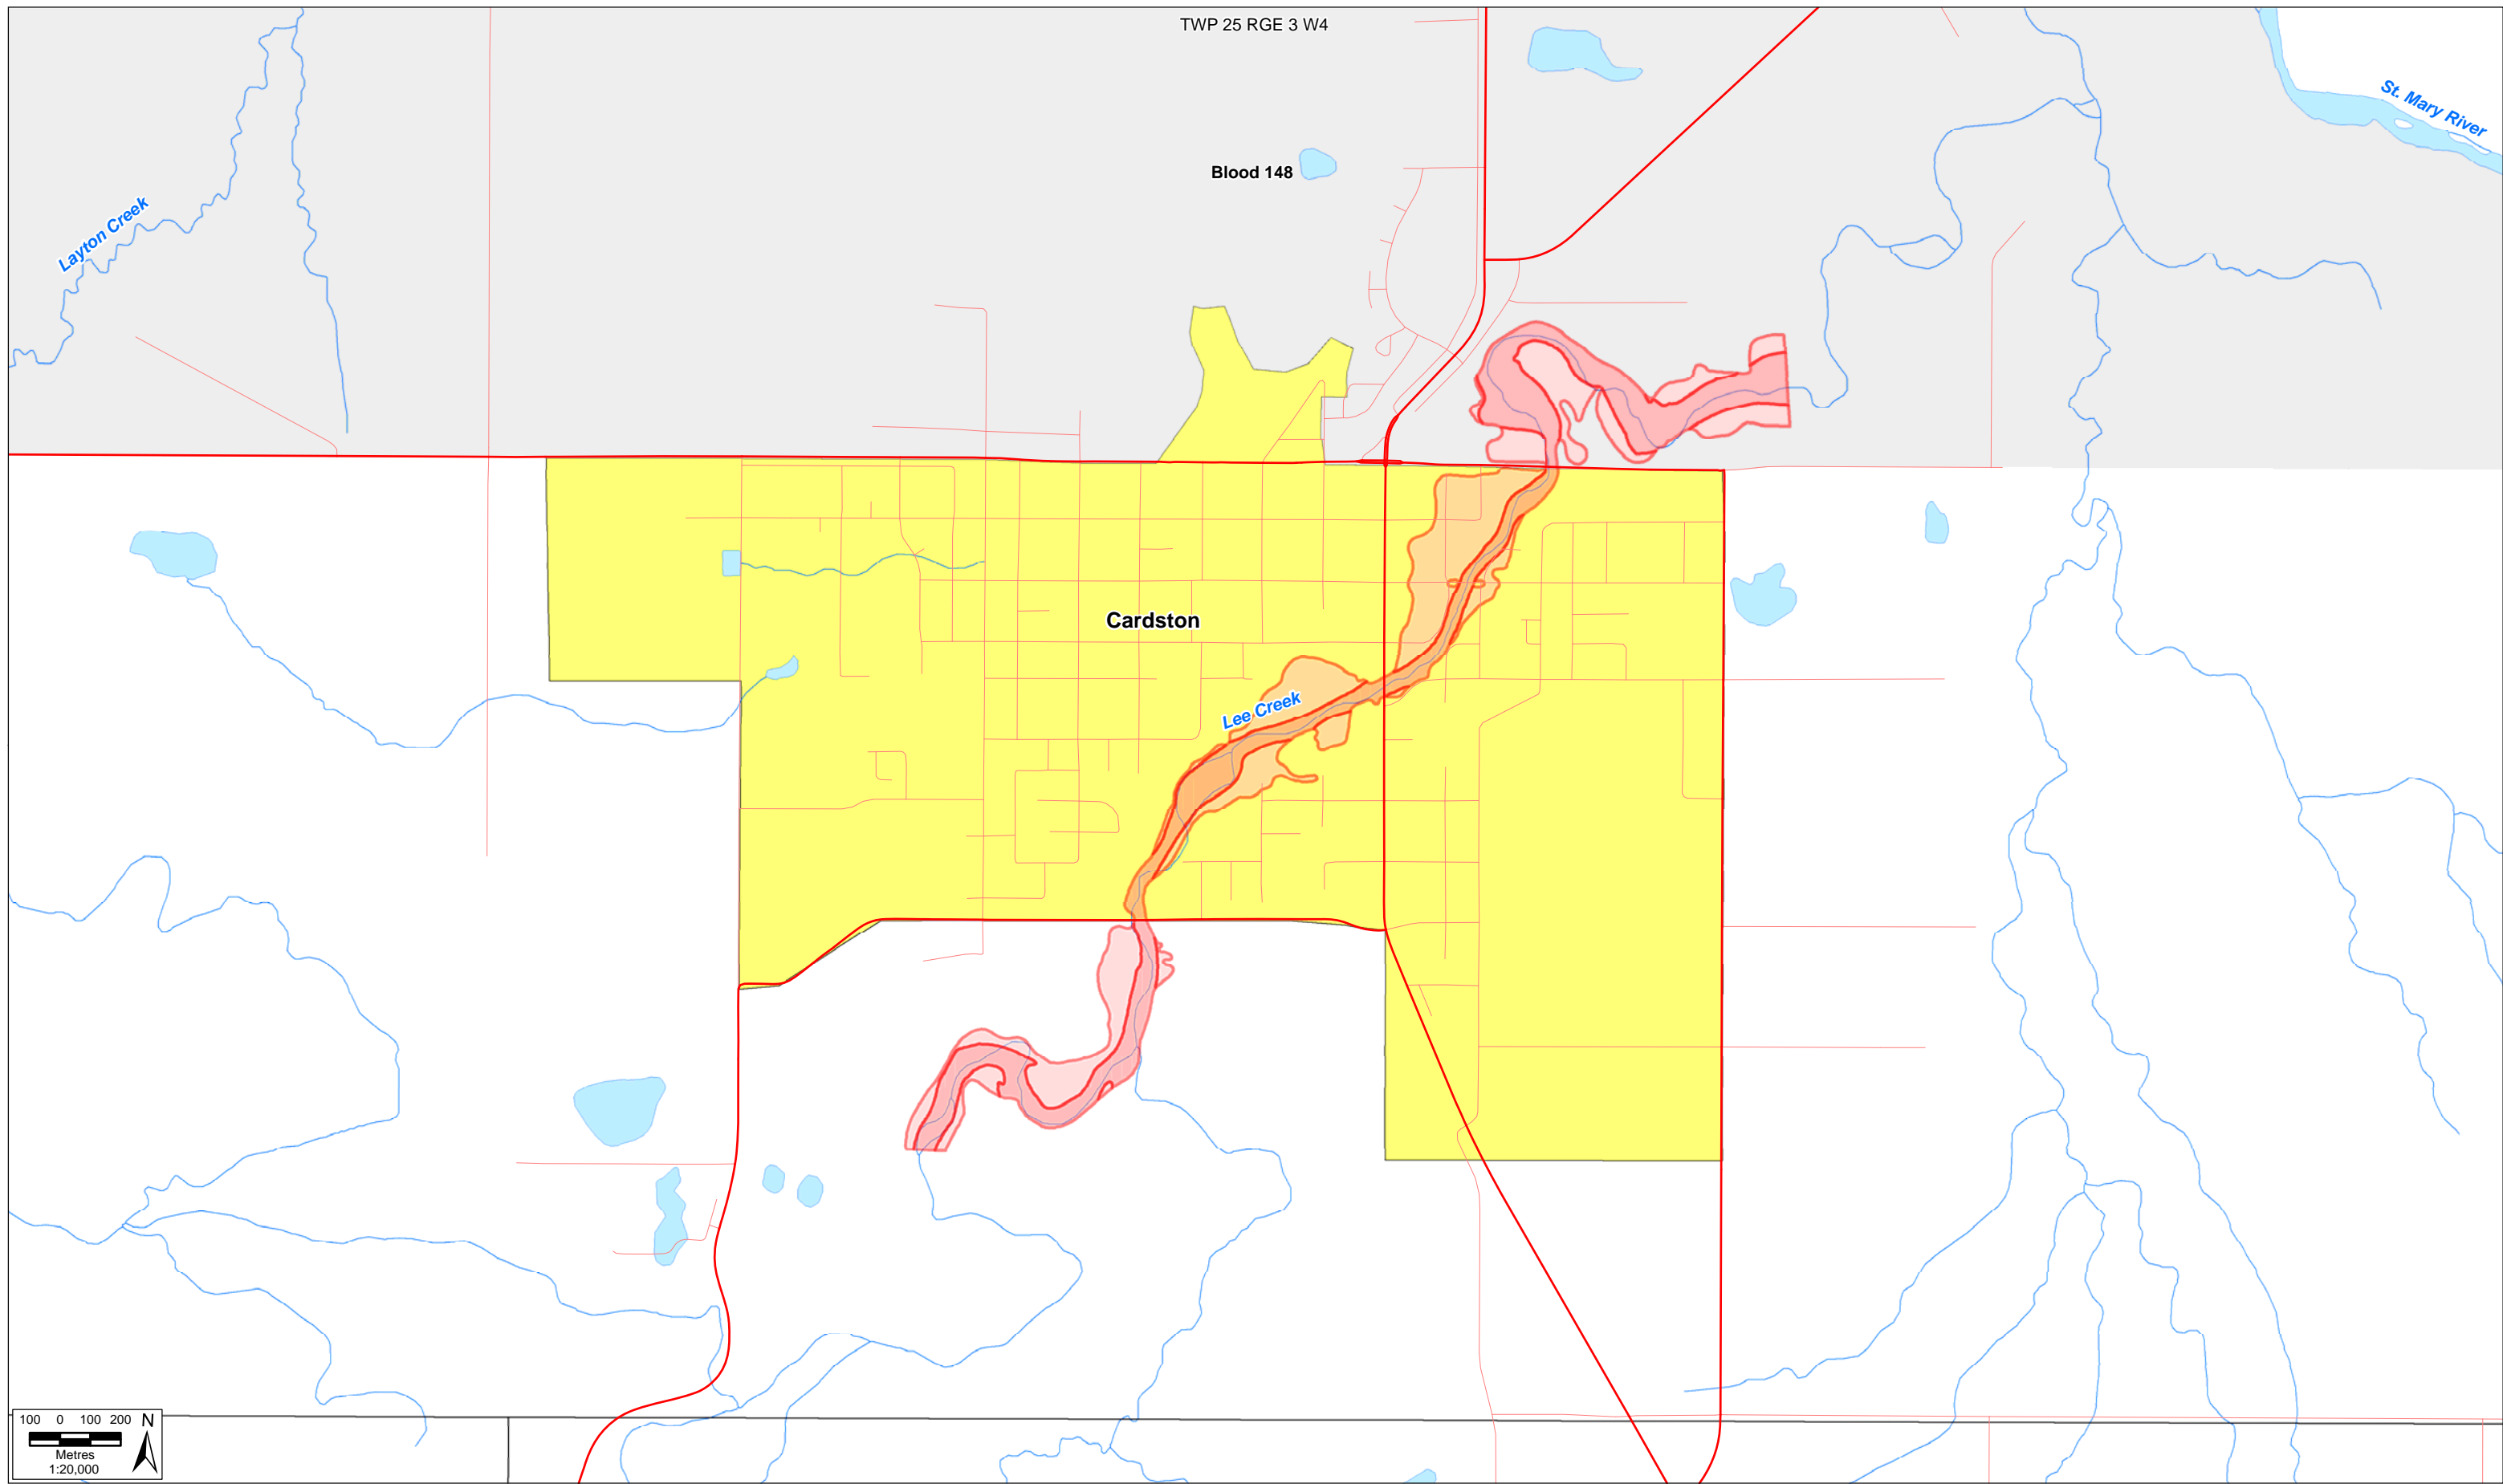 TWP 25 RGE 3 W4
St. Mary River
Blood 148
Layton Creek
Cardston
Lee Creek
100 0 100 200 N
Metres
1:20,000